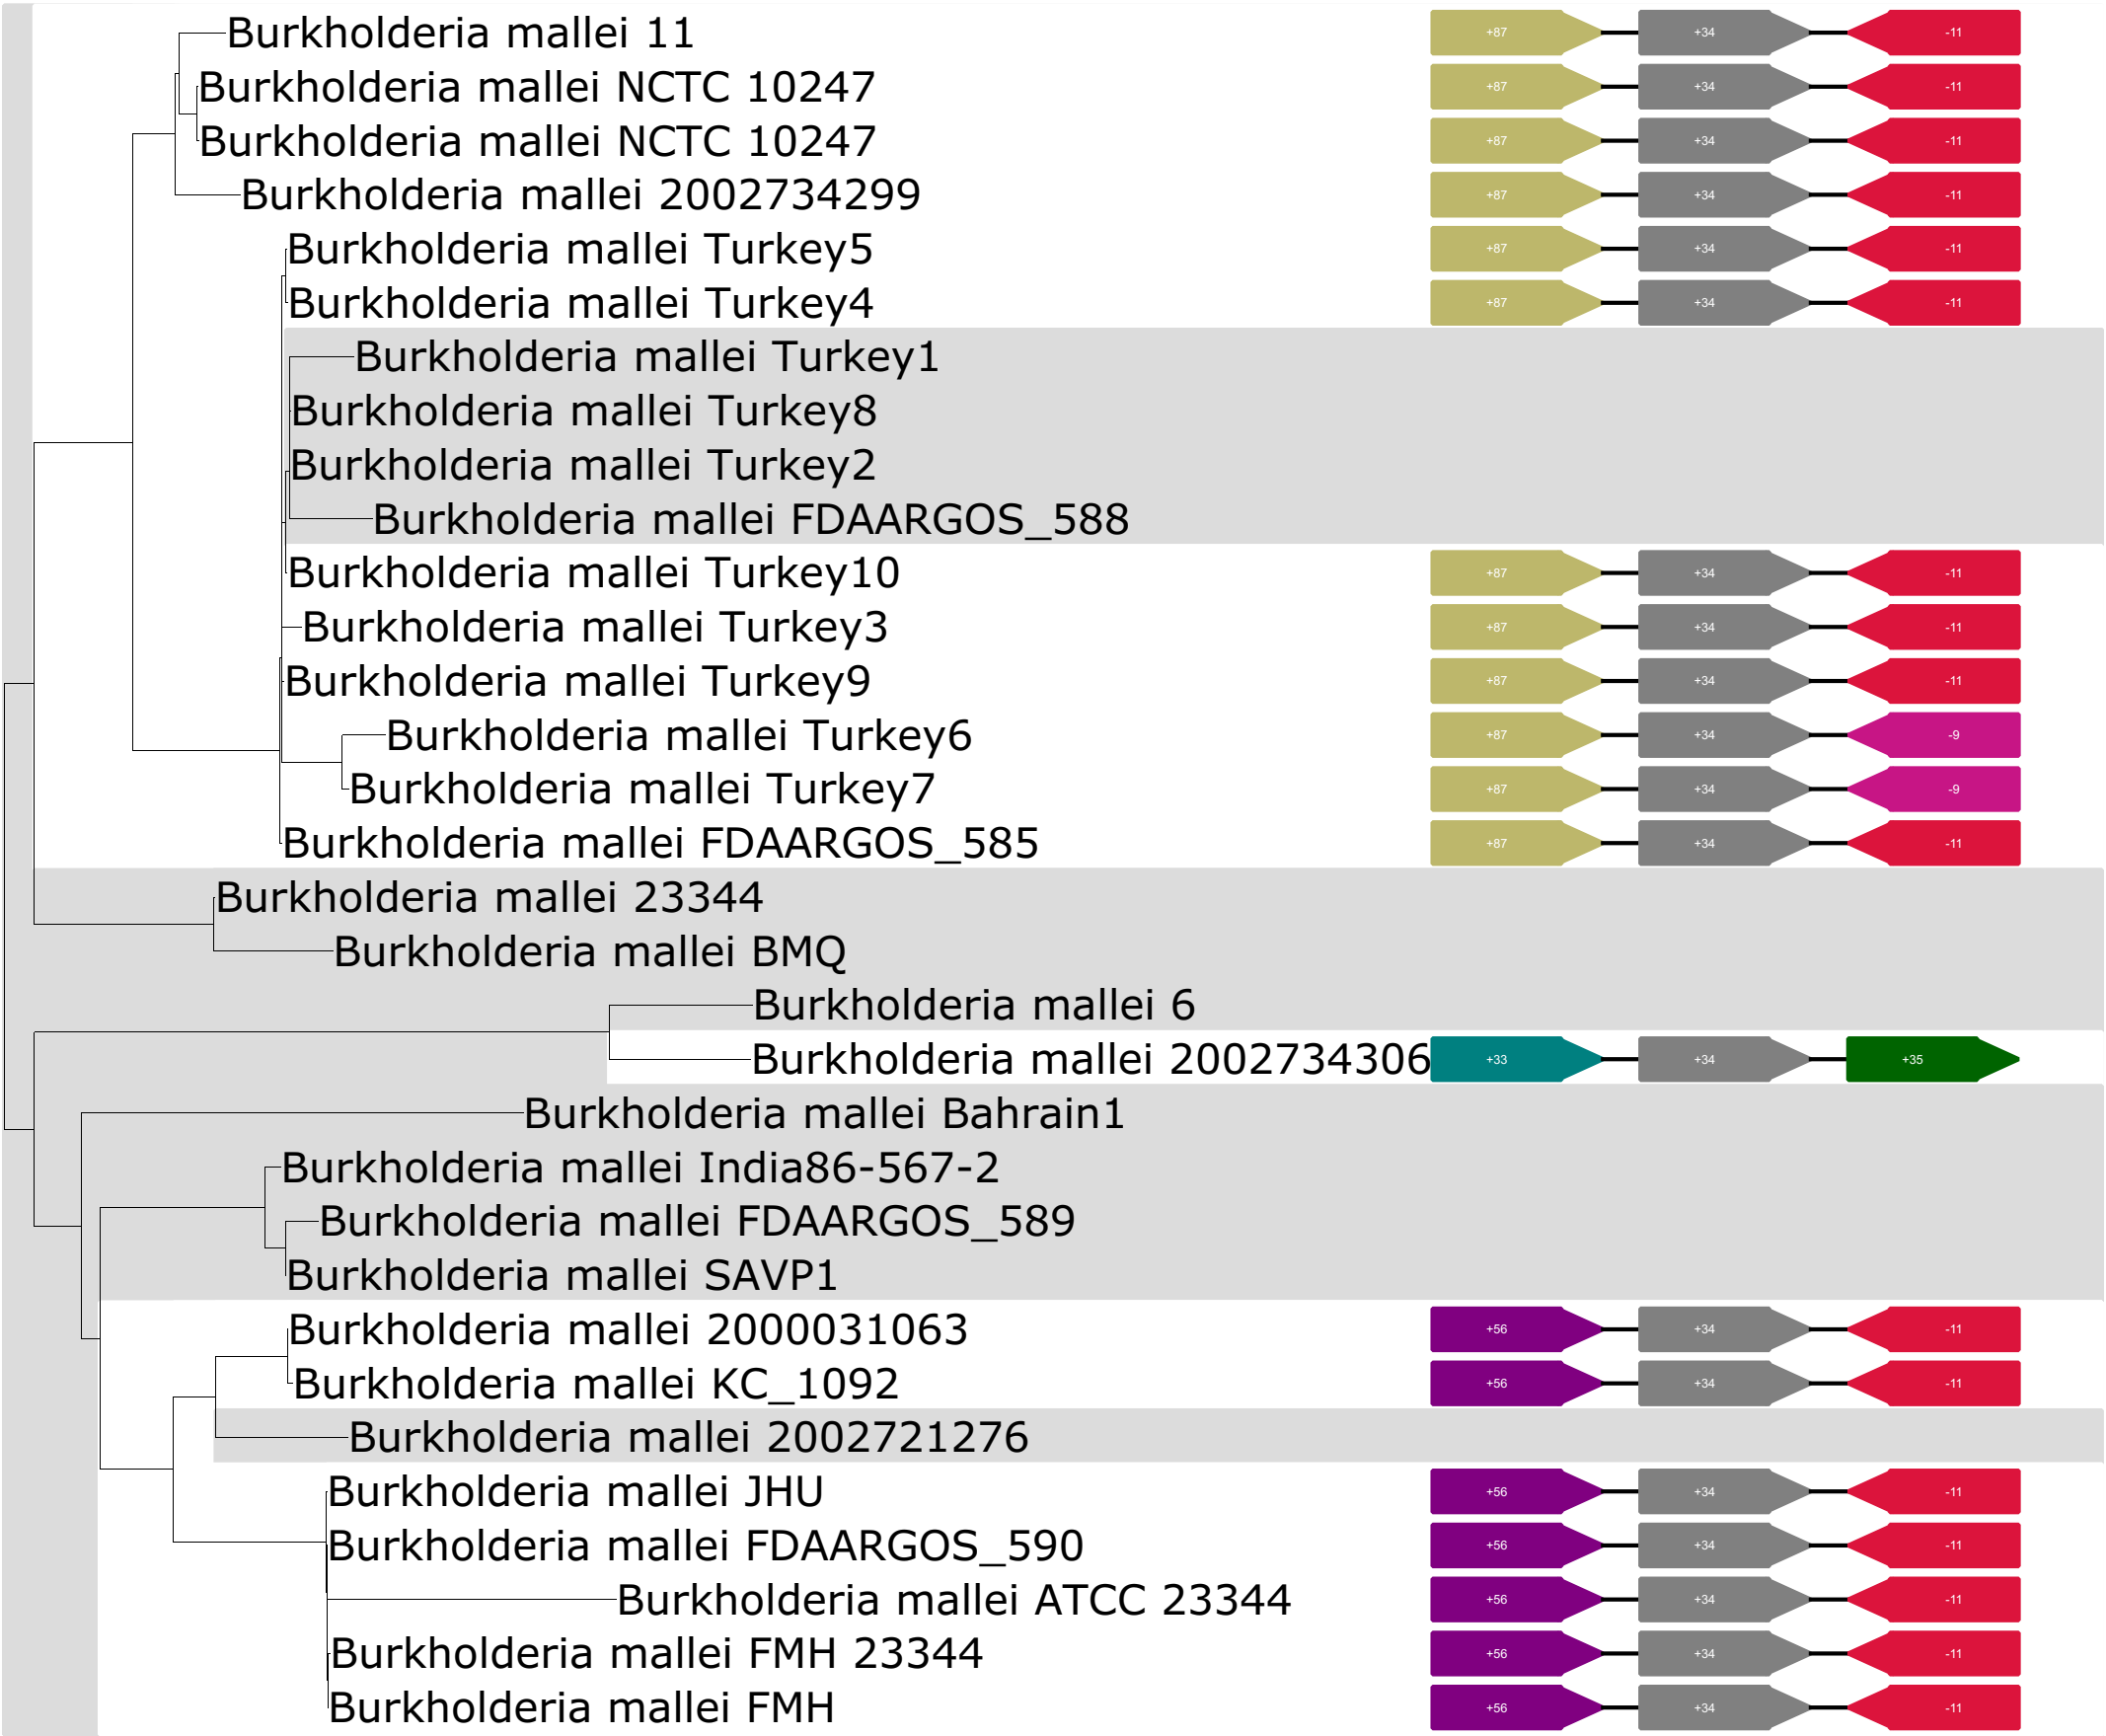 Burkholderia mallei 11 +87 +34 -11
Burkholderia mallei NCTC 10247 +87 +34 -11
Burkholderia mallei NCTC 10247 +87 +34 -11
Burkholderia mallei 2002734299 +87 +34 -11
Burkholderia mallei Turkey5 +87 +34 -11
Burkholderia mallei Turkey4 +87 +34 -11
Burkholderia mallei Turkey1
Burkholderia mallei Turkey8
Burkholderia mallei Turkey2
Burkholderia mallei FDAARGOS_588
Burkholderia mallei Turkey10 +87 +34 -11
Burkholderia mallei Turkey3 +87 +34 -11
Burkholderia mallei Turkey9 +87 +34 -11
Burkholderia mallei Turkey6 +87 +34 -9
Burkholderia mallei Turkey7 +87 +34 -9
Burkholderia mallei FDAARGOS_585 +87 +34 -11
Burkholderia mallei 23344
Burkholderia mallei BMQ
Burkholderia mallei 6
Burkholderia mallei 2002734306 +33 +34 +35
Burkholderia mallei Bahrain1
Burkholderia mallei India86-567-2
Burkholderia mallei FDAARGOS_589
Burkholderia mallei SAVP1
Burkholderia mallei 2000031063 +56 +34 -11
Burkholderia mallei KC_1092 +56 +34 -11
Burkholderia mallei 2002721276
Burkholderia mallei JHU +56 +34 -11
Burkholderia mallei FDAARGOS_590 +56 +34 -11
Burkholderia mallei ATCC 23344 +56 +34 -11
Burkholderia mallei FMH 23344 +56 +34 -11
Burkholderia mallei FMH +56 +34 -11